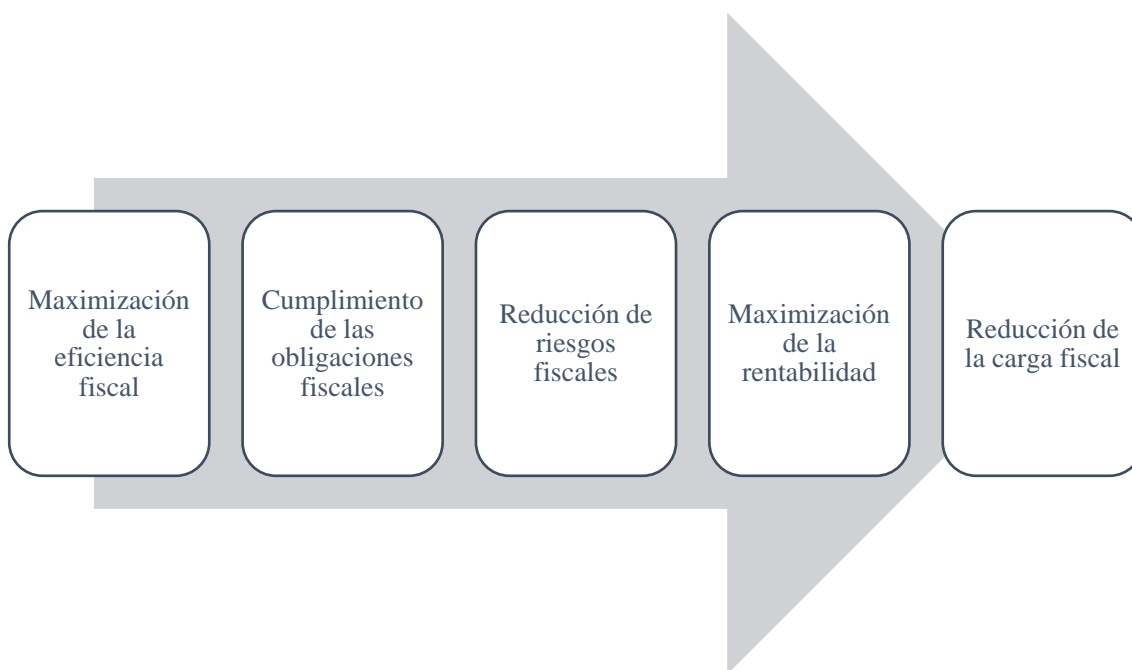 Maximización
de la
eficiencia
fiscal
Cumplimiento
de las
obligaciones
fiscales
Reducción de
riesgos
fiscales
Maximización
de la
rentabilidad
Reducción de
la carga fiscal